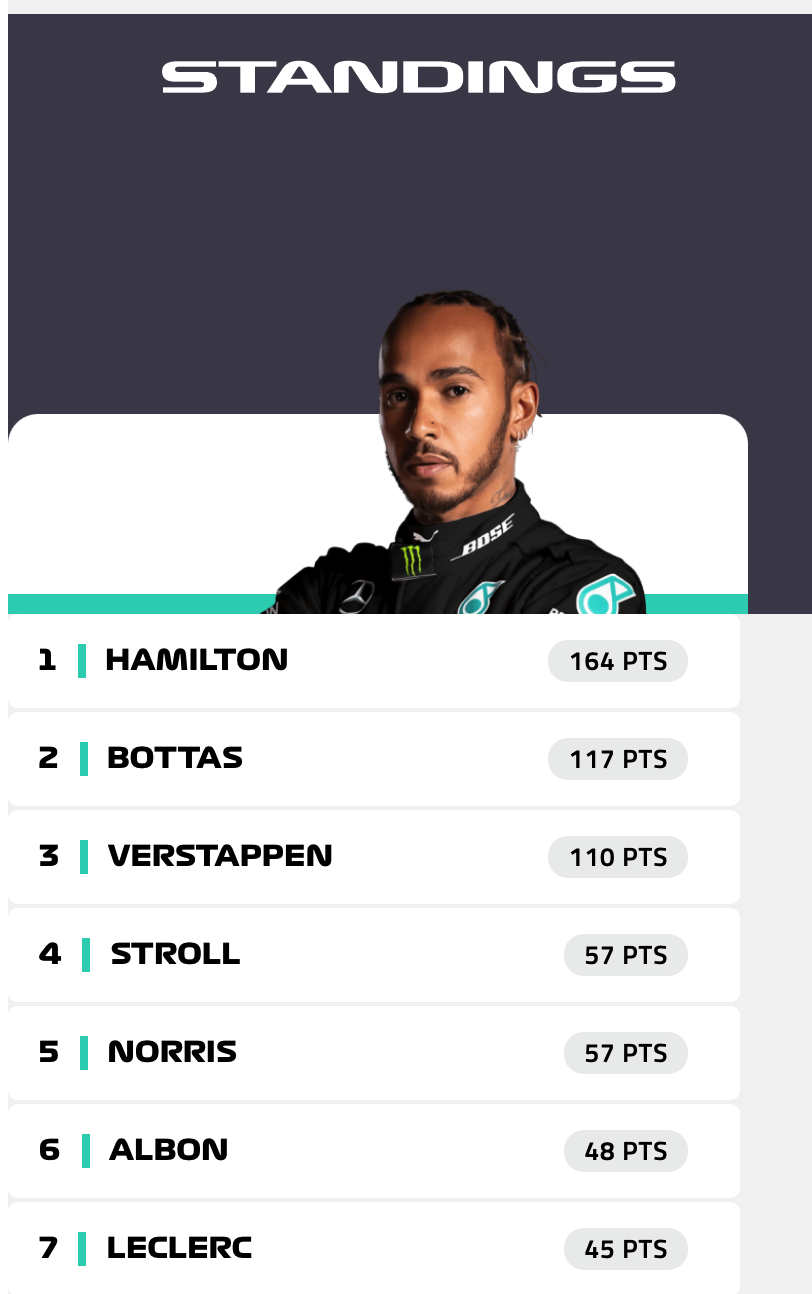 STANDINGS
BOSE
1 HAMILTON 164 PTS
2 BOTTAS 117 PTS
3 VERSTAPPEN 110 PTS
4 STROLL 57 PTS
5 NORRIS 57 PTS
6 ALBON 48 PTS
7 LECLERC 45 PTS